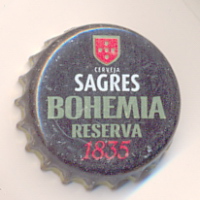 CERVEJA
SAGRES
BOHEMIA
RESERVA
1835